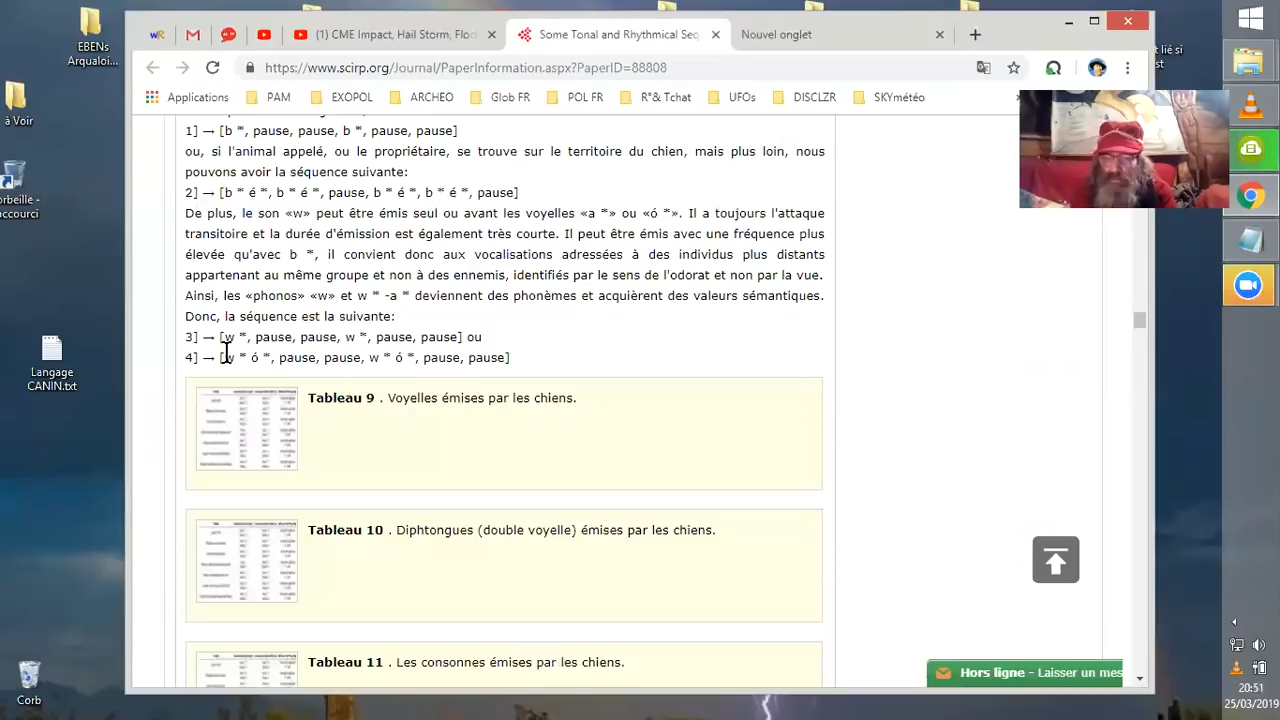 EBENs
Arqualoi...
à Voir
orbeille -
accourci
Langage
CANIN.txt
Corb
(1) CME Impact, Hailstorm, Floo
Some Tonal and Rhythmical Seq
Nouvel onglet
https://www.scirp.org/Journal/PaperInformation.aspx?PaperID=88808
Applications
PAM
EXOPOL
ARCHEO
Glob TV
POLFR
R°& Tchat
UFOs
DISCLZR
SKYmétéo
1] → [b *, pause, pause, b *, pause, pause]
ou, si l'animal appelé, ou le propriétaire, se trouve sur le territoire du chien, mais plus loin, nous
pouvons avoir la séquence suivante:
2] → [b * é *, b * é *, pause, b * é *, b * é *, pause]
De plus, le son «w» peut être émis seul ou avant les voyelles «a *» ou «ó *». Il a toujours l'attaque
transitoire et la durée d'émission est également très courte. Il peut être émis avec une fréquence plus
élevée qu'avec b *, il convient donc aux vocalisations adressées à des individus plus distants
appartenant au même groupe et non à des ennemis, identifiés par le sens de l'odorat et non par la vue.
Ainsi, les «phonos» «w» et w * -a * deviennent des phonèmes et acquièrent des valeurs sémantiques.
Donc, la séquence est la suivante:
3] → [w *, pause, pause, w *, pause, pause] ou
4] → [w * ó *, pause, pause, w * ó *, pause, pause]
Tableau 9 . Voyelles émises par les chiens.
Tableau 10 . Diphtongues (double voyelle) émises par les chiens.
Tableau 11 . Consonnes émises par les chiens.
Hors ligne - Laisser un mes
20:51
25/03/2019